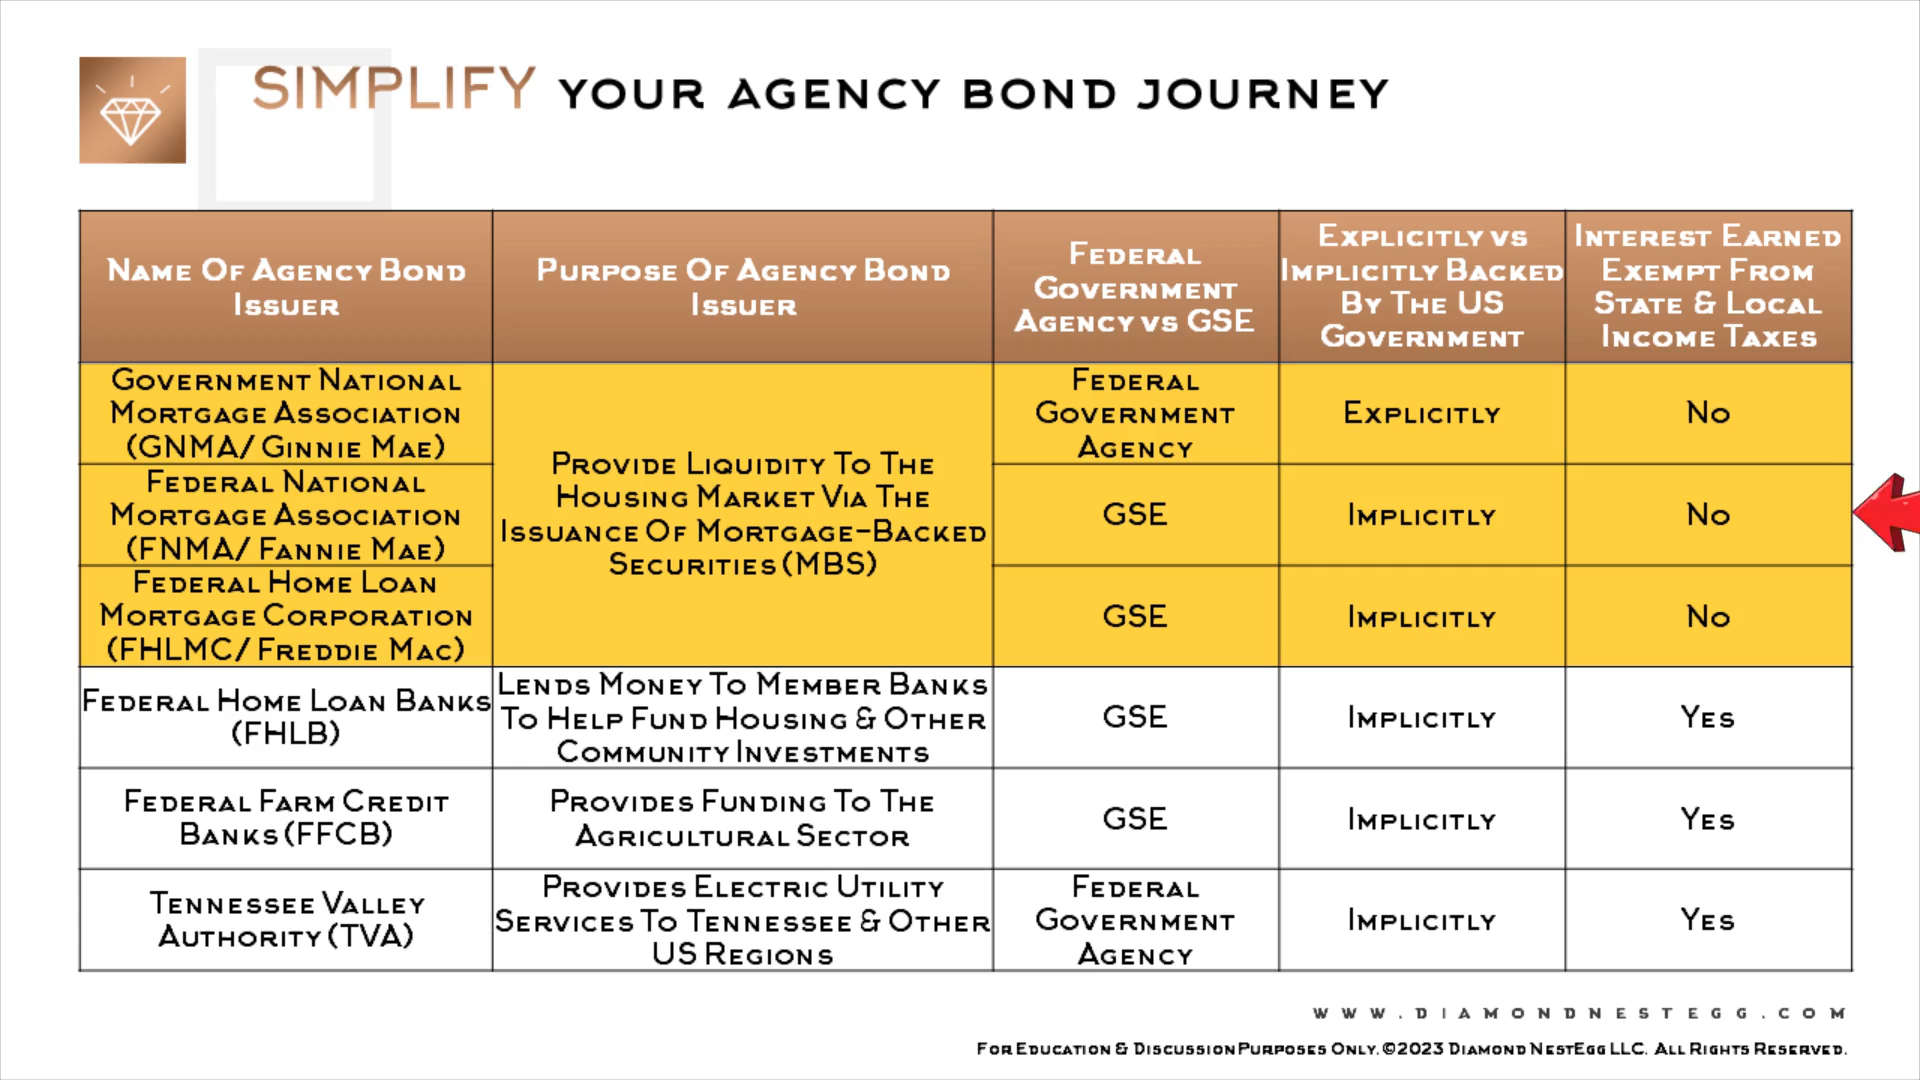 SIMPLIFY YOUR AGENCY BOND JOURNEY
NAME OF AGENCY BOND
ISSUER
PURPOSE OF AGENCY BOND
ISSUER
FEDERAL
GOVERNMENT
AGENCY VS GSE
EXPLICITLY VS
IMPLICITLY BACKED
BY THE US
GOVERNMENT
INTEREST EARNED
EXEMPT FROM
STATE & LOCAL
INCOME TAXES
GOVERNMENT NATIONAL
MORTGAGE ASSOCIATION
(GNMA/ GINNIE MAE)
PROVIDE LIQUIDITY TO THE
HOUSING MARKET VIA THE
ISSUANCE OF MORTGAGE-BACKED
SECURITIES (MBS)
FEDERAL
GOVERNMENT
AGENCY
EXPLICITLY
NO
FEDERAL NATIONAL
MORTGAGE ASSOCIATION
(FNMA/ FANNIE MAE)
GSE
IMPLICITLY
NO
FEDERAL HOME LOAN
MORTGAGE CORPORATION
(FHLMC/ FREDDIE MAC)
GSE
IMPLICITLY
NO
FEDERAL HOME LOAN BANKS
(FHLB)
LENDS MONEY TO MEMBER BANKS
TO HELP FUND HOUSING & OTHER
COMMUNITY INVESTMENTS
GSE
IMPLICITLY
YES
FEDERAL FARM CREDIT
BANKS (FFCB)
PROVIDES FUNDING TO THE
AGRICULTURAL SECTOR
GSE
IMPLICITLY
YES
TENNESSEE VALLEY
AUTHORITY (TVA)
PROVIDES ELECTRIC UTILITY
SERVICES TO TENNESSEE & OTHER
US REGIONS
FEDERAL
GOVERNMENT
AGENCY
IMPLICITLY
YES
WWW.DIAMONDNESTEGG.COM
FOR EDUCATION & DISCUSSION PURPOSES ONLY. ©2023 DIAMOND NESTEGG LLC. ALL RIGHTS RESERVED.